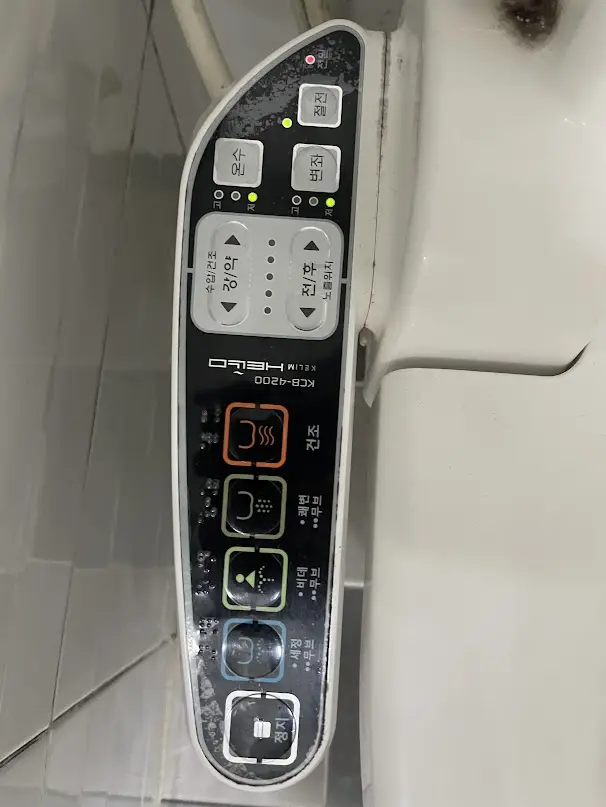 정지
세정
무브
비데
무브
쾌변
무브
건조
KCB-4200
KELIM HELO
수압/건조
강/약
전/후
노즐위치
온수
고
저
변좌
고
저
절전
전원